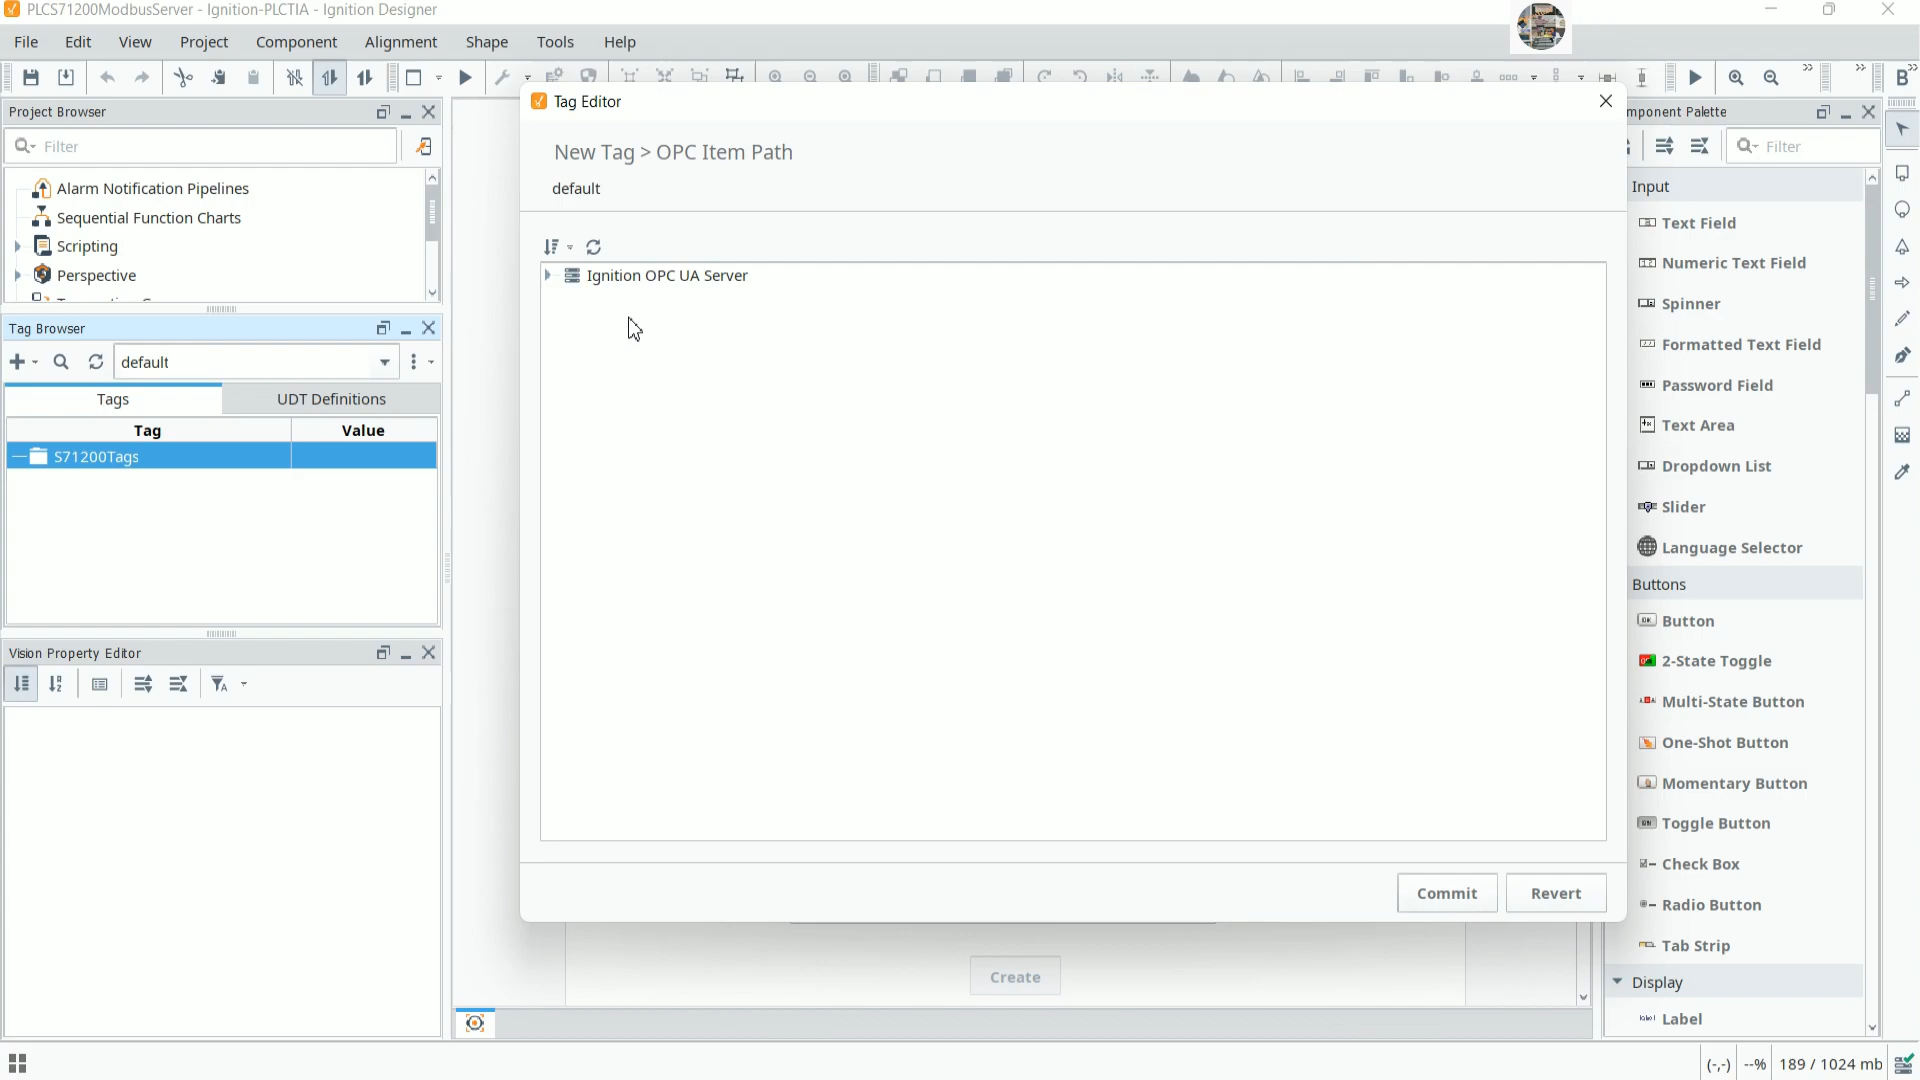 PLCS71200ModbusServer - Ignition-PLCTIA - Ignition Designer
File Edit View Project Component Alignment Shape Tools Help
Project Browser
Filter
Alarm Notification Pipelines
Sequential Function Charts
Scripting
Perspective
Tag Browser
default
Tags UDT Definitions
Tag Value
S71200Tags
Vision Property Editor
Tag Editor
New Tag > OPC Item Path
default
Ignition OPC UA Server
Commit Revert
Create
mponent Palette
Filter
Input
Text Field
Numeric Text Field
Spinner
Formatted Text Field
Password Field
Text Area
Dropdown List
Slider
Language Selector
Buttons
Button
2-State Toggle
Multi-State Button
One-Shot Button
Momentary Button
Toggle Button
Check Box
Radio Button
Tab Strip
Display
Label
B
(-,-) --% 189 / 1024 mb